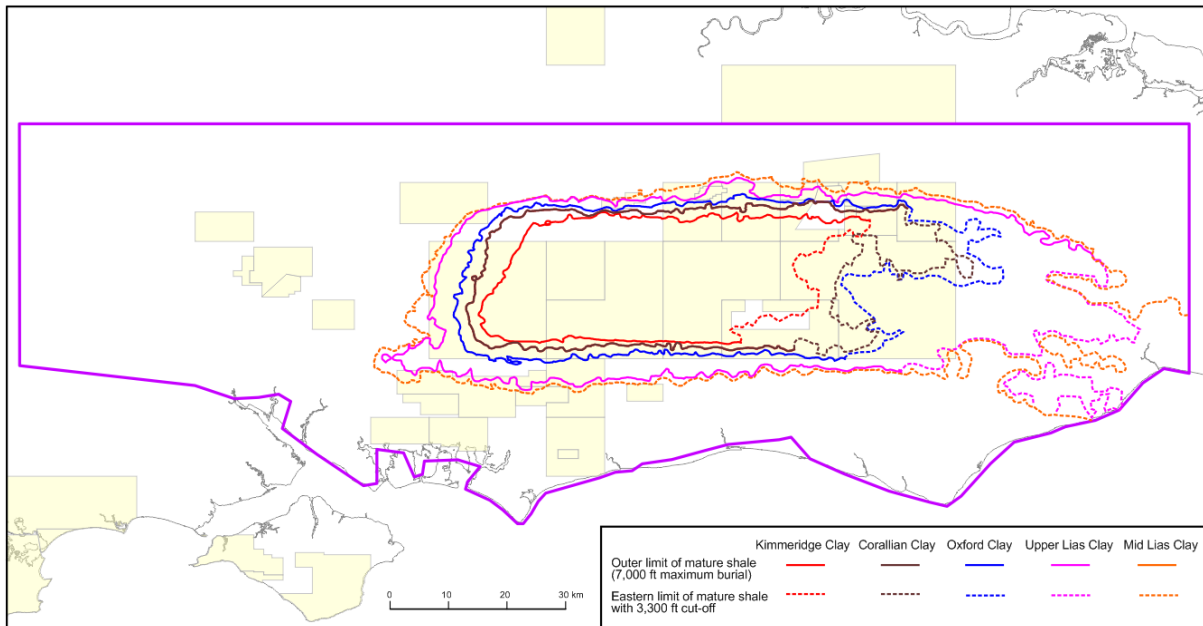 0 10 20 30 km
Kimmeridge Clay Corallian Clay Oxford Clay Upper Lias Clay Mid Lias Clay
Outer limit of mature shale
(7,000 ft maximum burial)
Eastern limit of mature shale
with 3,300 ft cut-off